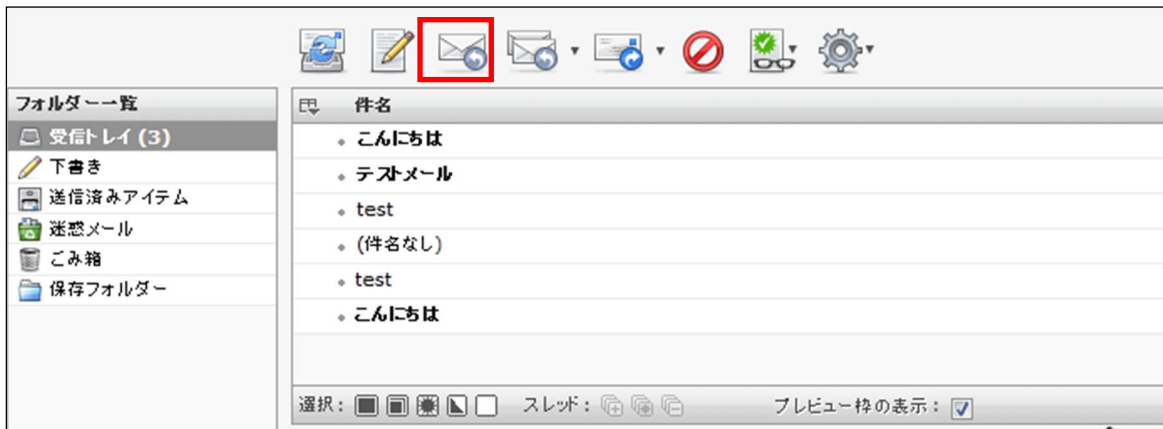 フォルダー一覧
受信トレイ (3)
下書き
送信済みアイテム
迷惑メール
ごみ箱
保存フォルダー
件名
こんにちは
テストメール
test
(件名なし)
test
こんにちは
選択: スレッド: プレビュー枠の表示: